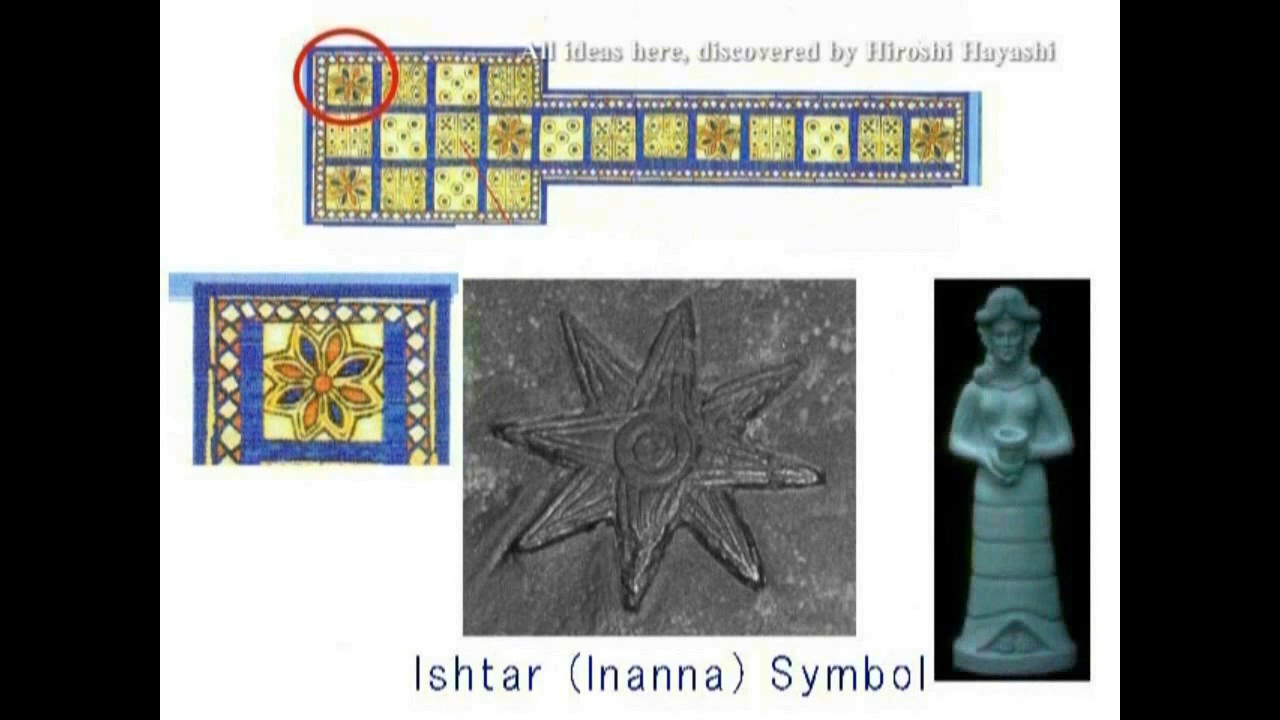 All ideas here, discovered by Hiroshi Hayashi
Ishtar (Inanna) Symbol